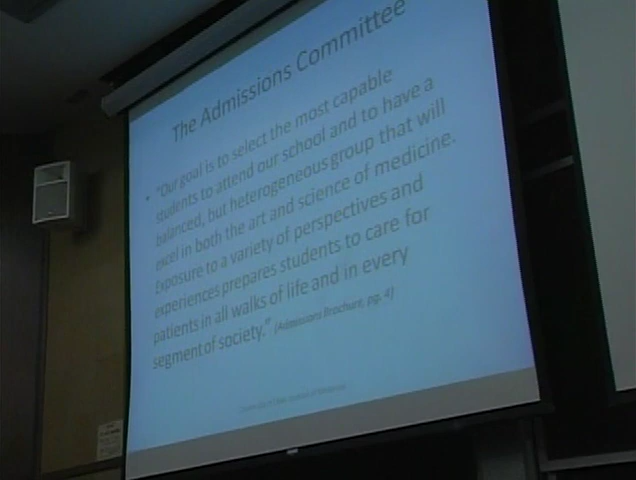 The Admissions Committee
• "Our goal is to select the most capable
students to attend our school and to have a
balanced, but heterogeneous group that will
excel in both the art and science of medicine.
Exposure to a variety of perspectives and
experiences prepares students to care for
patients in all walks of life and in every
segment of society." (Admissions Brochure: pg. 4)